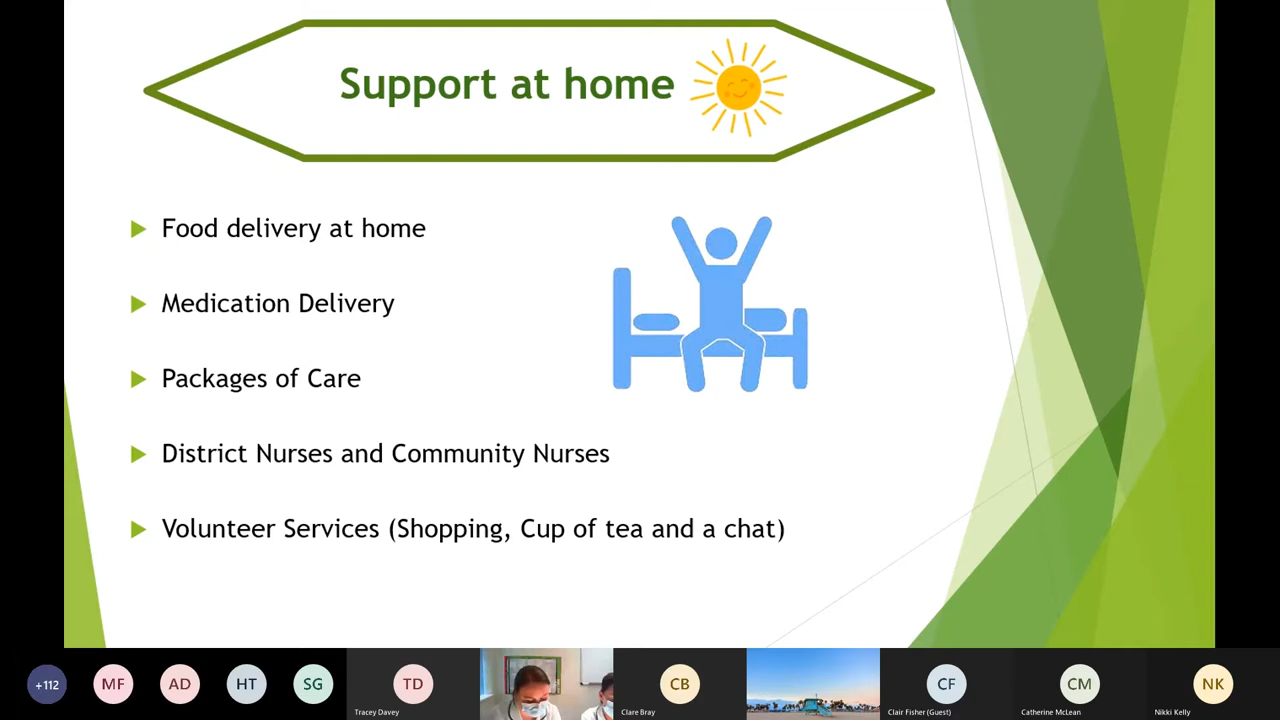 Support at home
Food delivery at home
Medication Delivery
Packages of Care
District Nurses and Community Nurses
Volunteer Services (Shopping, Cup of tea and a chat)
+112
MF
AD
HT
SG
TD
Tracey Davey
CB
Clare Bray
CF
Clair Fisher (Guest)
CM
Catherine McLean
NK
Nikki Kelly